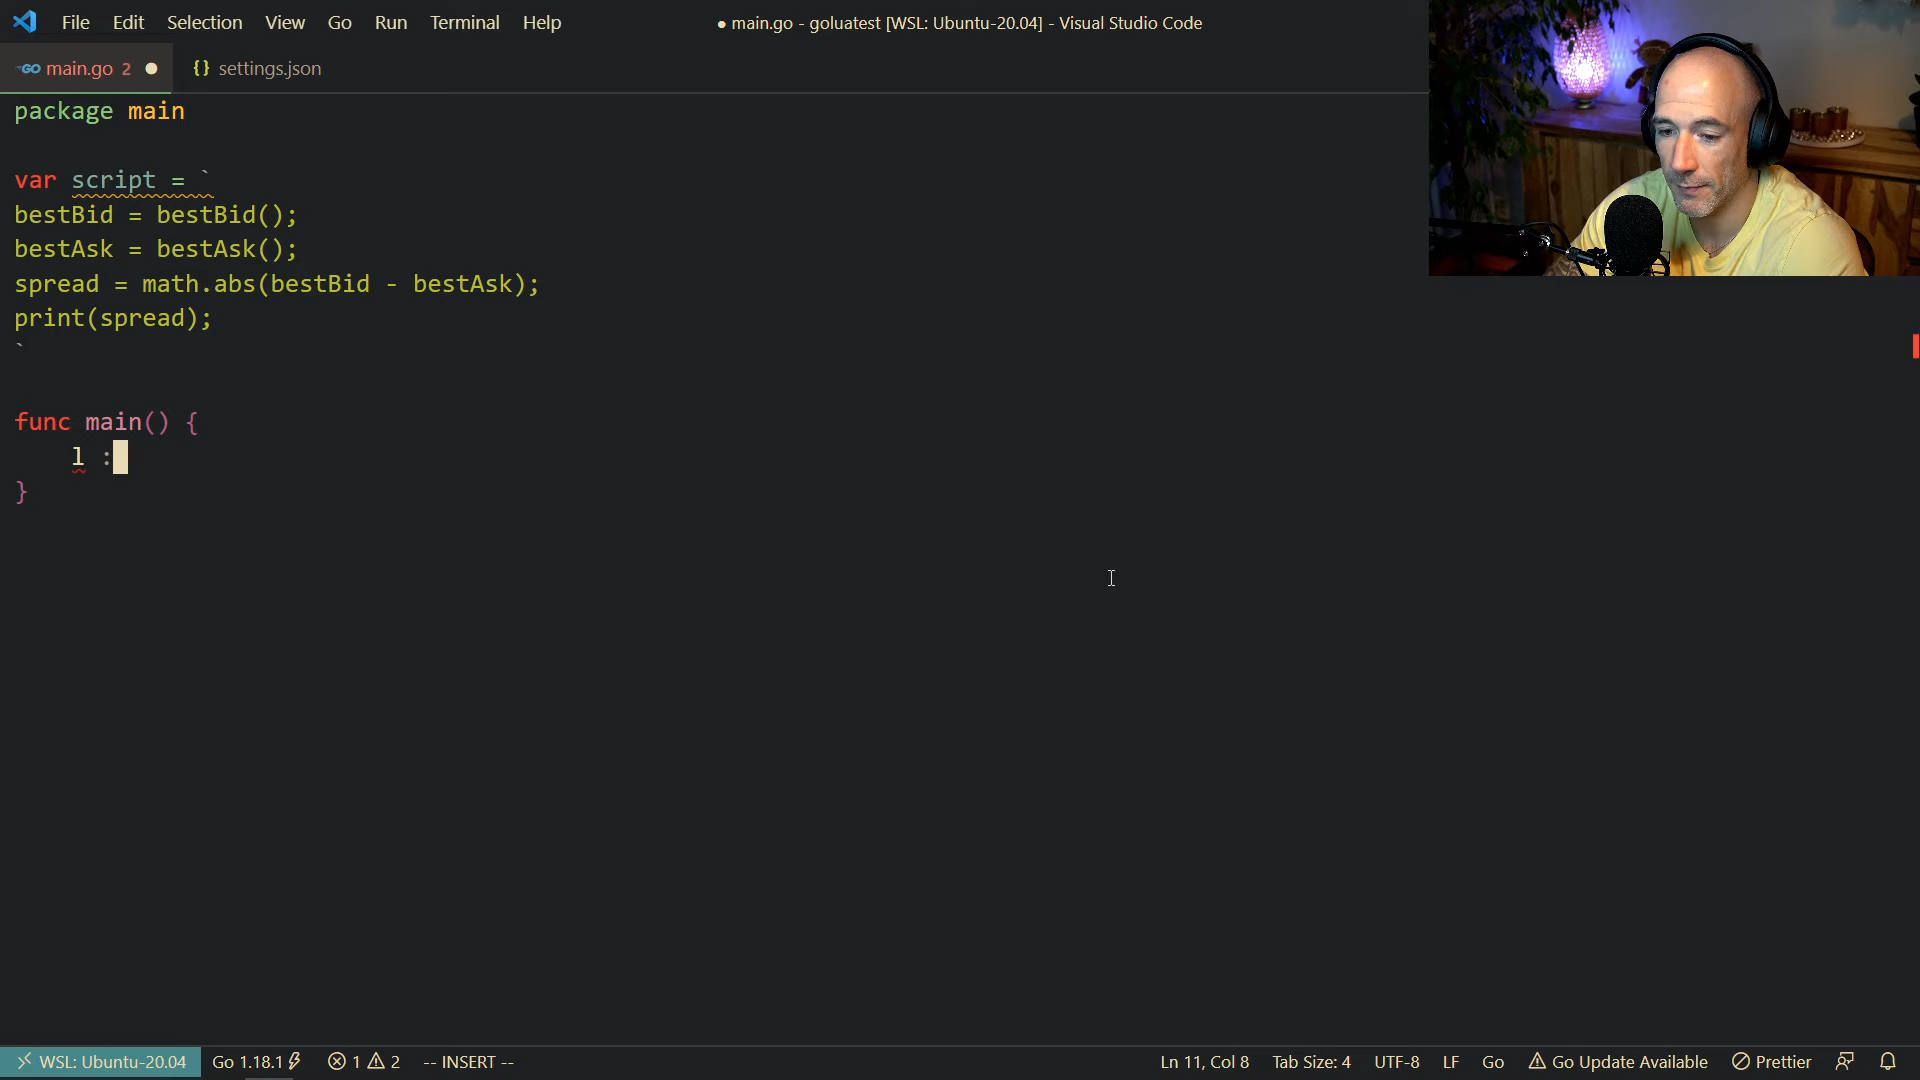 File Edit Selection View Go Run Terminal Help
● main.go - goluatest [WSL: Ubuntu-20.04] - Visual Studio Code
GO main.go 2 ●
{} settings.json
package main
var script = `
bestBid = bestBid();
bestAsk = bestAsk();
spread = math.abs(bestBid - bestAsk);
print(spread);
`
func main() {
l :
}
WSL: Ubuntu-20.04 Go 1.18.1 1 2 -- INSERT -- Ln 11, Col 8 Tab Size: 4 UTF-8 LF Go Go Update Available Prettier